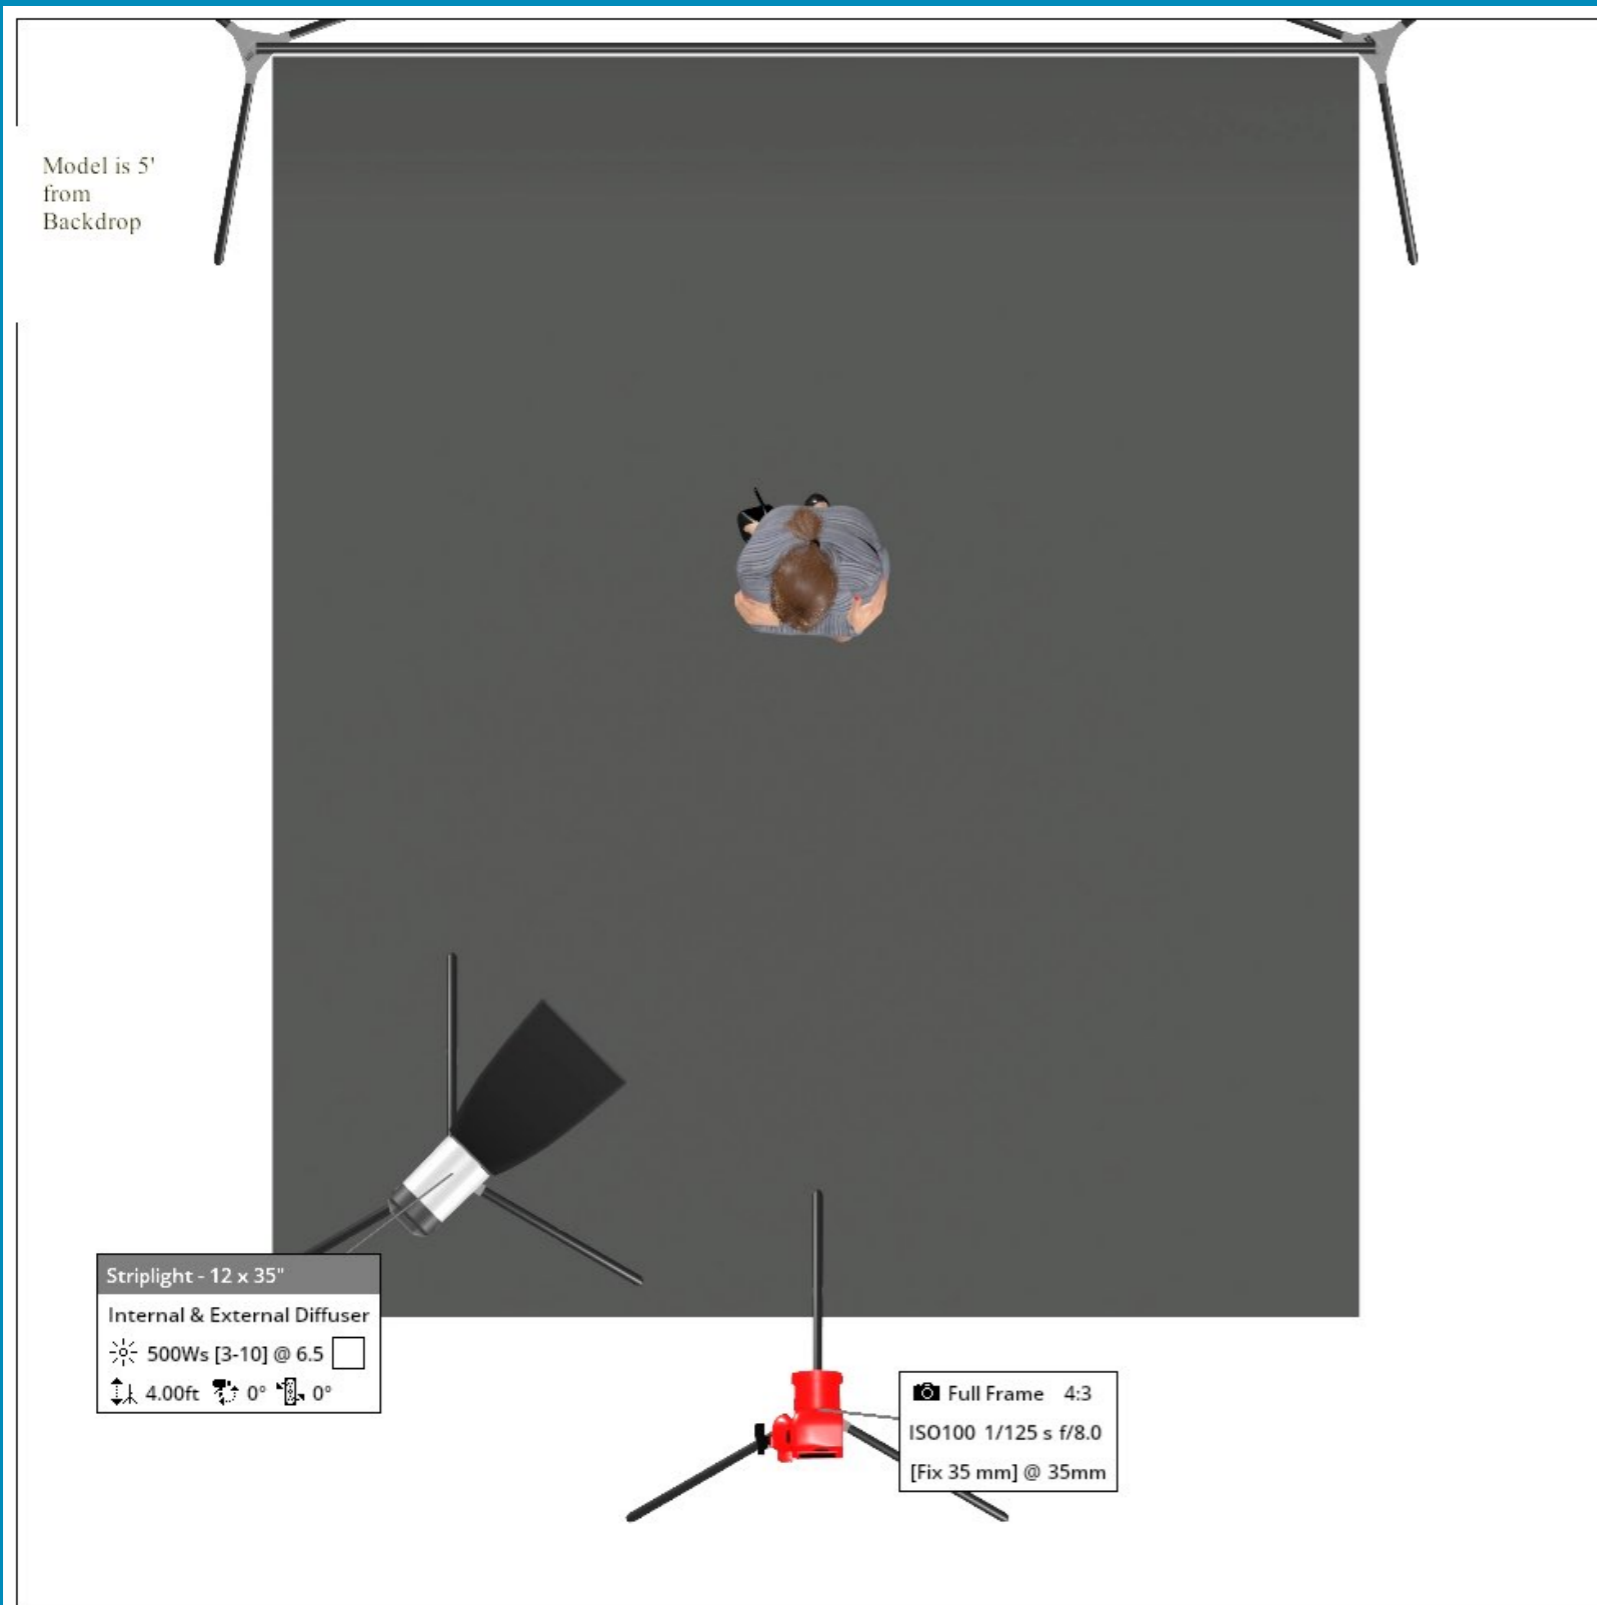 Model is 5'
from
Backdrop
Striplight - 12 x 35"
Internal & External Diffuser
500Ws [3-10] @ 6.5
4.00ft 0° 0°
Full Frame 4:3
ISO100 1/125 s f/8.0
[Fix 35 mm] @ 35mm